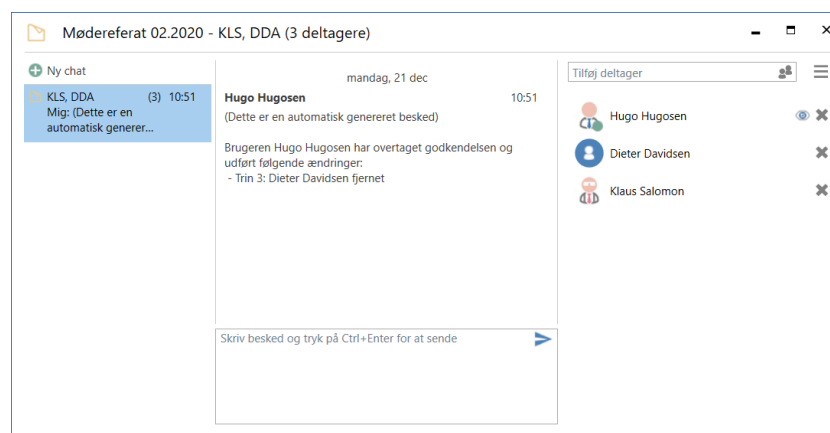 Mødereferat 02.2020 - KLS, DDA (3 deltagere)
Ny chat
KLS, DDA (3) 10:51
Mig: (Dette er en
automatisk generer...
mandag, 21 dec
Hugo Hugosen 10:51
(Dette er en automatisk genereret besked)
Brugeren Hugo Hugosen har overtaget godkendelsen og
udført følgende ændringer:
- Trin 3: Dieter Davidsen fjernet
Skriv besked og tryk på Ctrl+Enter for at sende
Tilføj deltager
Hugo Hugosen
Dieter Davidsen
Klaus Salomon